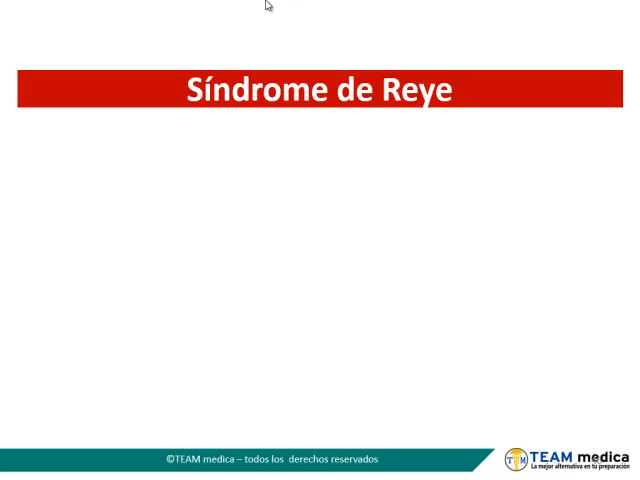 Síndrome de Reye
©TEAM medica – todos los derechos reservados
TEAM medica
La mejor alternativa en tu preparación